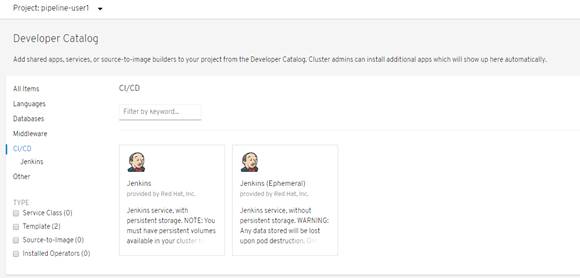 Project: pipeline-user1
Developer Catalog
Add shared apps, services, or source-to-image builders to your project from the Developer Catalog. Cluster admins can install additional apps which will show up here automatically.
All Items
Languages
Databases
Middleware
CI/CD
Jenkins
Other
TYPE
Service Class (0)
Template (2)
Source-to-Image (0)
Installed Operators (0)
CI/CD
Filter by keyword...
Jenkins
provided by Red Hat, Inc.
Jenkins service, with
persistent storage. NOTE: You
must have persistent volumes
available in your cluster
Jenkins (Ephemeral)
provided by Red Hat, Inc.
Jenkins service, without
persistent storage. WARNING:
Any data stored will be lost
upon pod destruction.